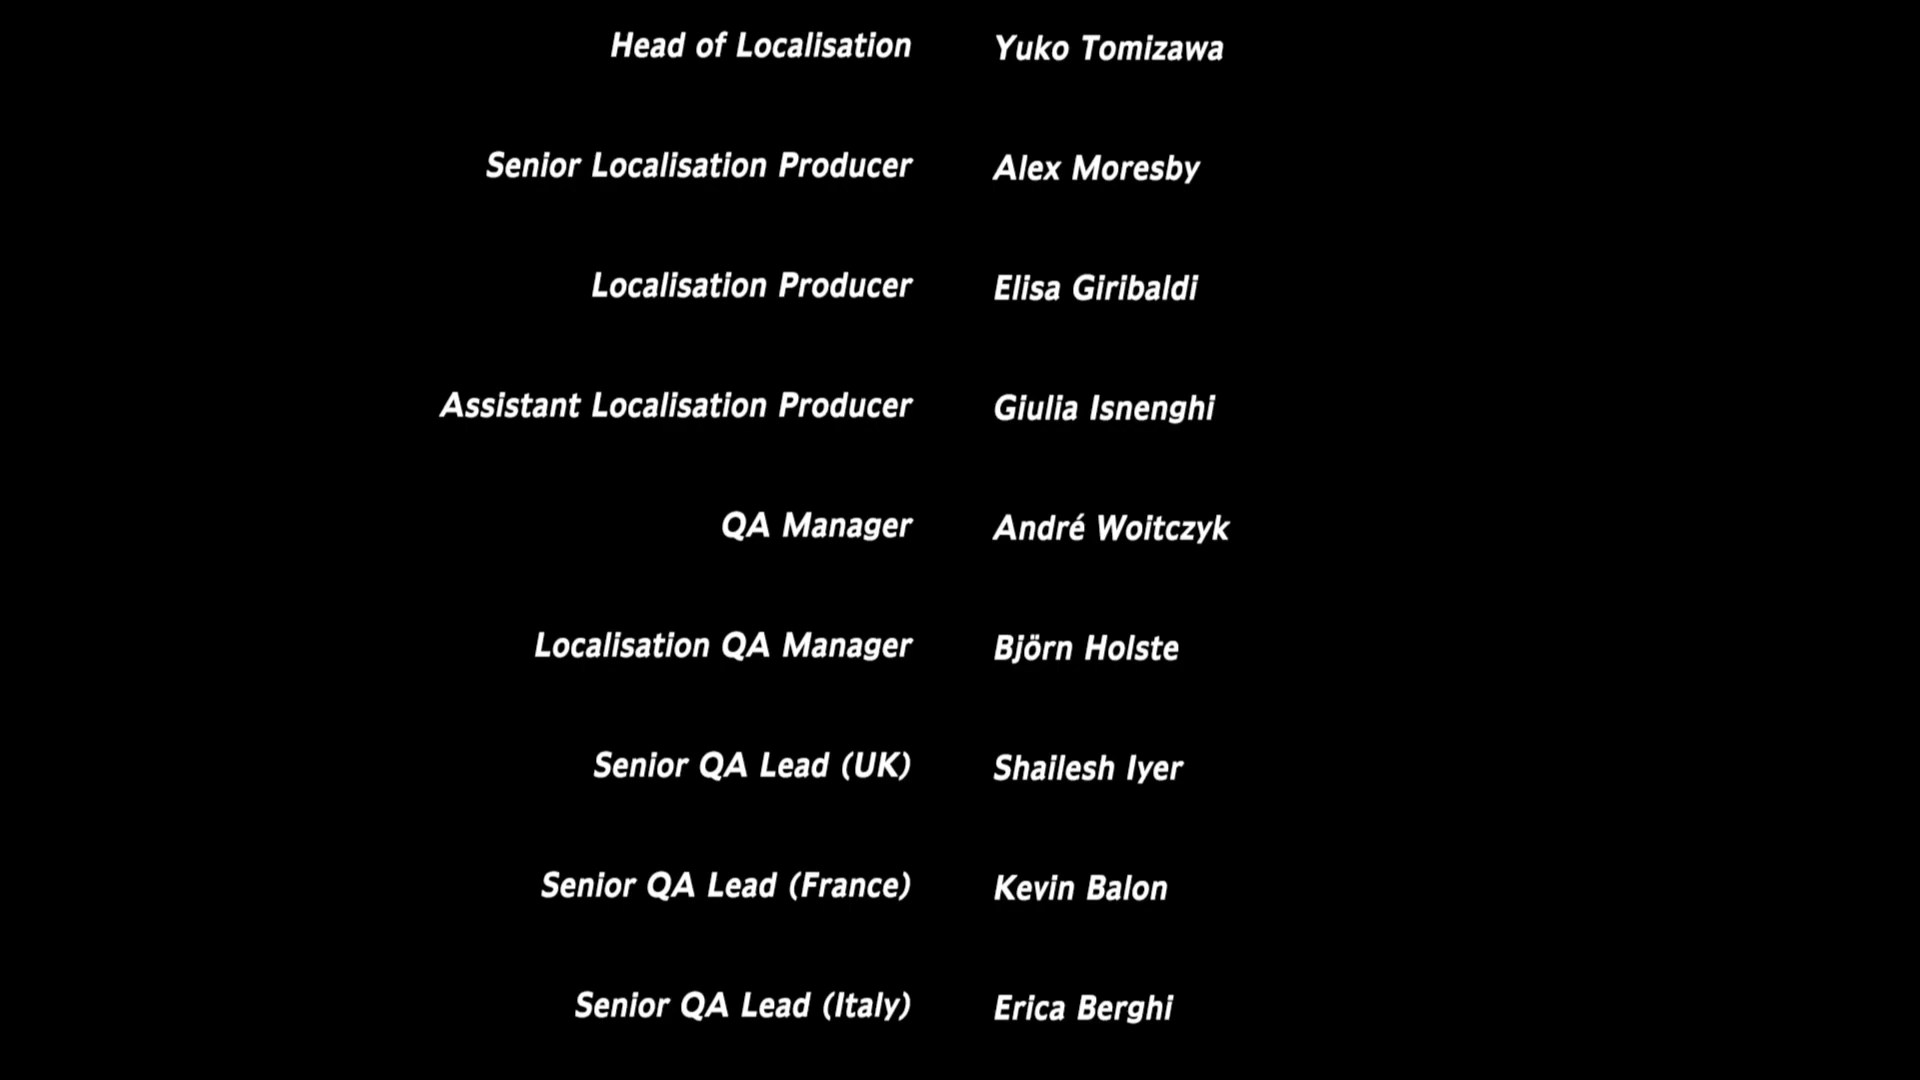 Head of Localisation Yuko Tomizawa
Senior Localisation Producer Alex Moresby
Localisation Producer Elisa Giribaldi
Assistant Localisation Producer Giulia Isnenghi
QA Manager André Woitczyk
Localisation QA Manager Björn Holste
Senior QA Lead (UK) Shailesh Iyer
Senior QA Lead (France) Kevin Balon
Senior QA Lead (Italy) Erica Berghi